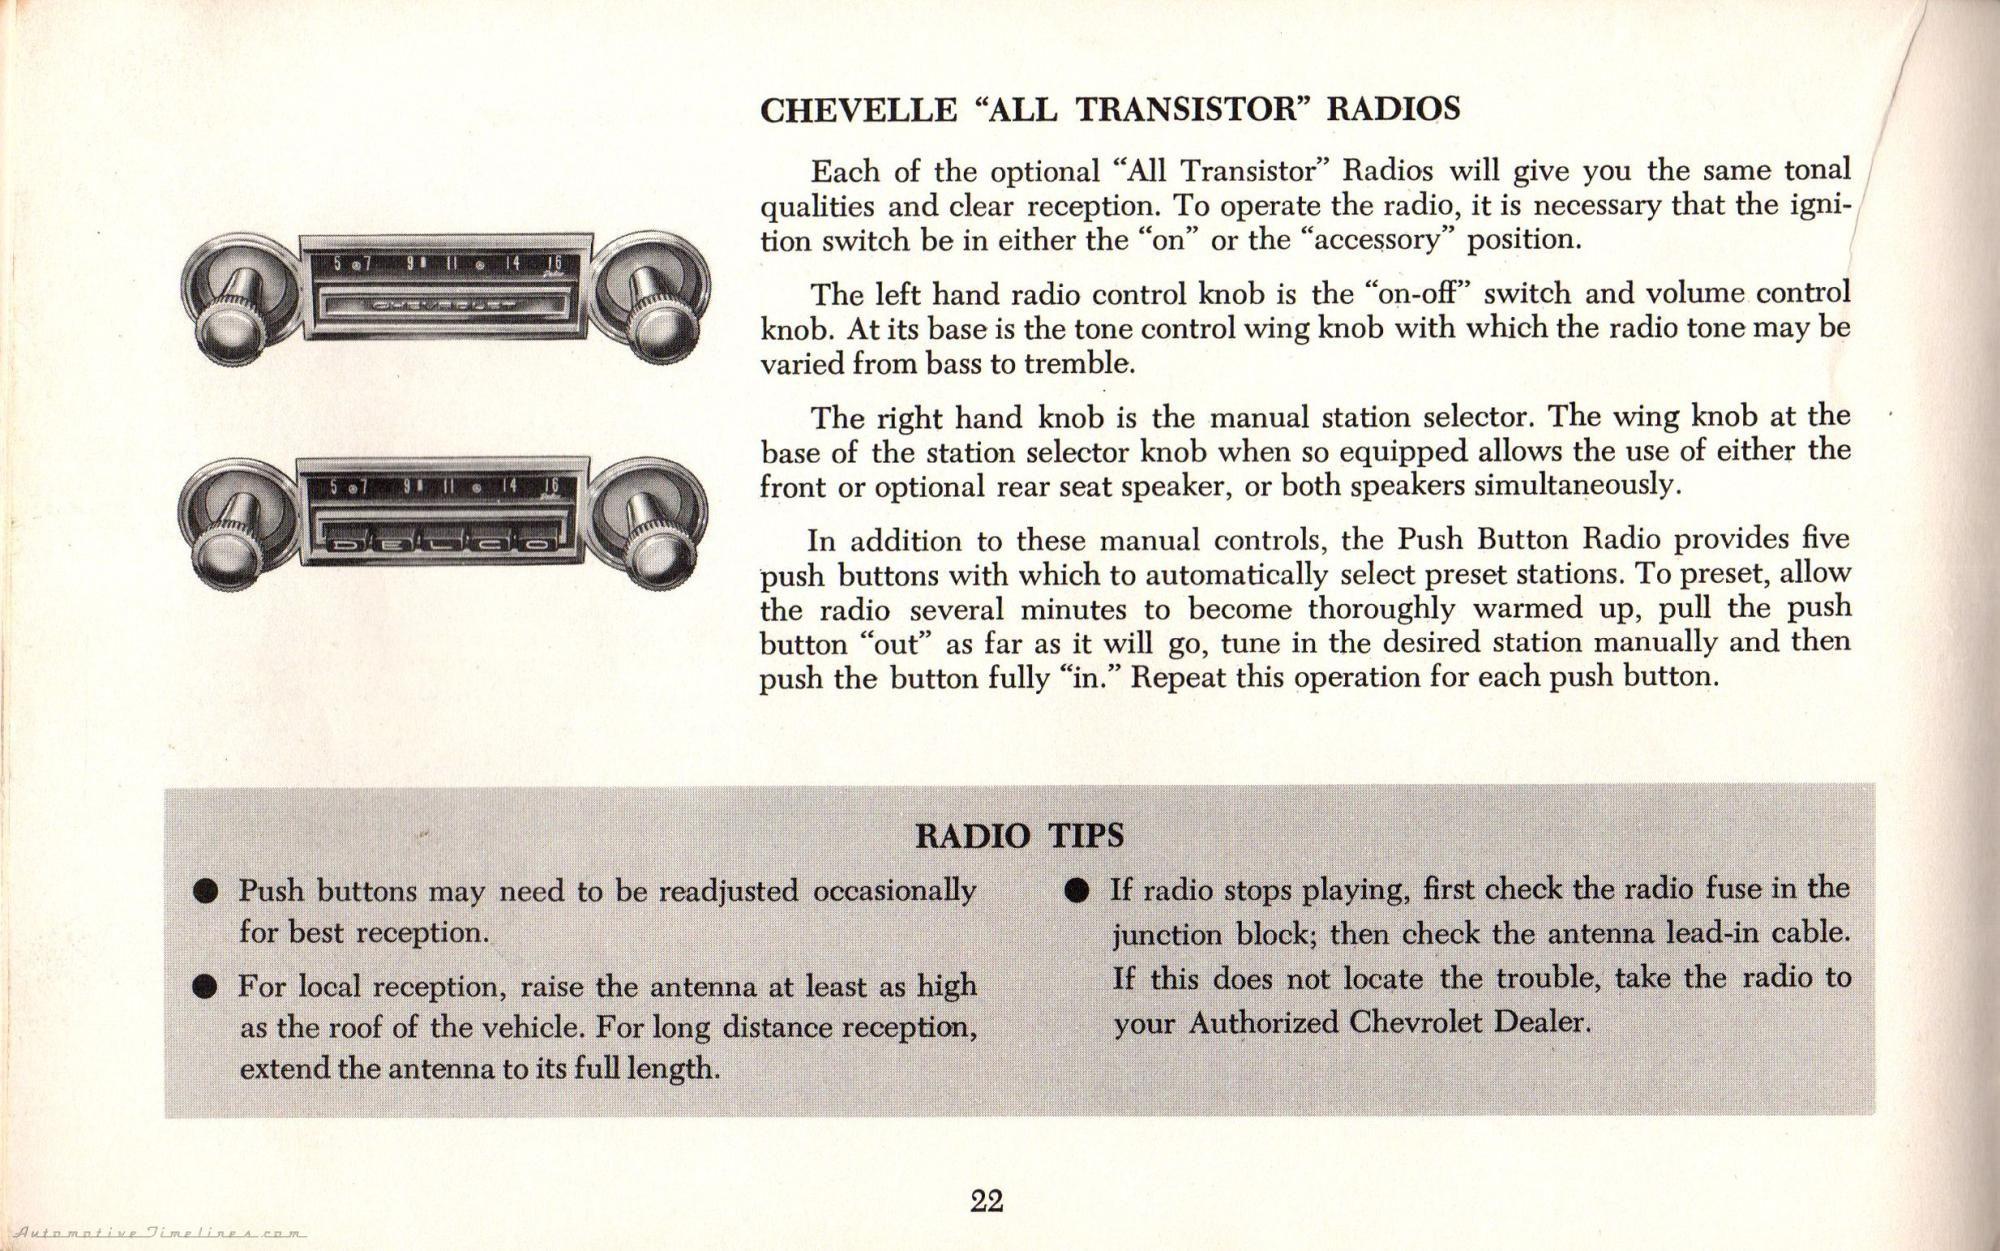 CHEVELLE “ALL TRANSISTOR” RADIOS
Each of the optional “All Transistor” Radios will give you the same tonal
qualities and clear reception. To operate the radio, it is necessary that the igni-
tion switch be in either the “on” or the “accessory” position.
The left hand radio control knob is the “on-off” switch and volume control
knob. At its base is the tone control wing knob with which the radio tone may be
varied from bass to tremble.
The right hand knob is the manual station selector. The wing knob at the
base of the station selector knob when so equipped allows the use of either the
front or optional rear seat speaker, or both speakers simultaneously.
In addition to these manual controls, the Push Button Radio provides five
push buttons with which to automatically select preset stations. To preset, allow
the radio several minutes to become thoroughly warmed up, pull the push
button “out” as far as it will go, tune in the desired station manually and then
push the button fully “in.” Repeat this operation for each push button.
5 7 9 11 14 16
CHEVROLET
5 7 9 11 14 16
DELCO
RADIO TIPS
● Push buttons may need to be readjusted occasionally
for best reception.
● For local reception, raise the antenna at least as high
as the roof of the vehicle. For long distance reception,
extend the antenna to its full length.
● If radio stops playing, first check the radio fuse in the
junction block; then check the antenna lead-in cable.
If this does not locate the trouble, take the radio to
your Authorized Chevrolet Dealer.
22
AutomotiveTimelines.com